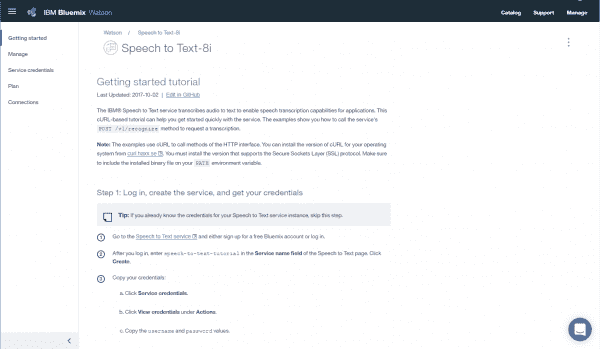 IBM Bluemix Watson
Catalog Support Manage
Getting started
Manage
Service credentials
Plan
Connections
Watson / Speech to Text-8i
Speech to Text-8i
Getting started tutorial
Last Updated: 2017-10-02 | Edit in GitHub
The IBM® Speech to Text service transcribes audio to text to enable speech transcription capabilities for applications. This
cURL-based tutorial can help you get started quickly with the service. The examples show you how to call the service's
POST /v1/recognize method to request a transcription.
Note: The examples use cURL to call methods of the HTTP interface. You can install the version of cURL for your operating
system from curl.haxx.se. You must install the version that supports the Secure Sockets Layer (SSL) protocol. Make sure
to include the installed binary file on your PATH environment variable.
Step 1: Log in, create the service, and get your credentials
Tip: If you already know the credentials for your Speech to Text service instance, skip this step.
1 Go to the Speech to Text service and either sign up for a free Bluemix account or log in.
2 After you log in, enter speech-to-text-tutorial in the Service name field of the Speech to Text page. Click
Create.
3 Copy your credentials:
a. Click Service credentials.
b. Click View credentials under Actions.
c. Copy the username and password values.